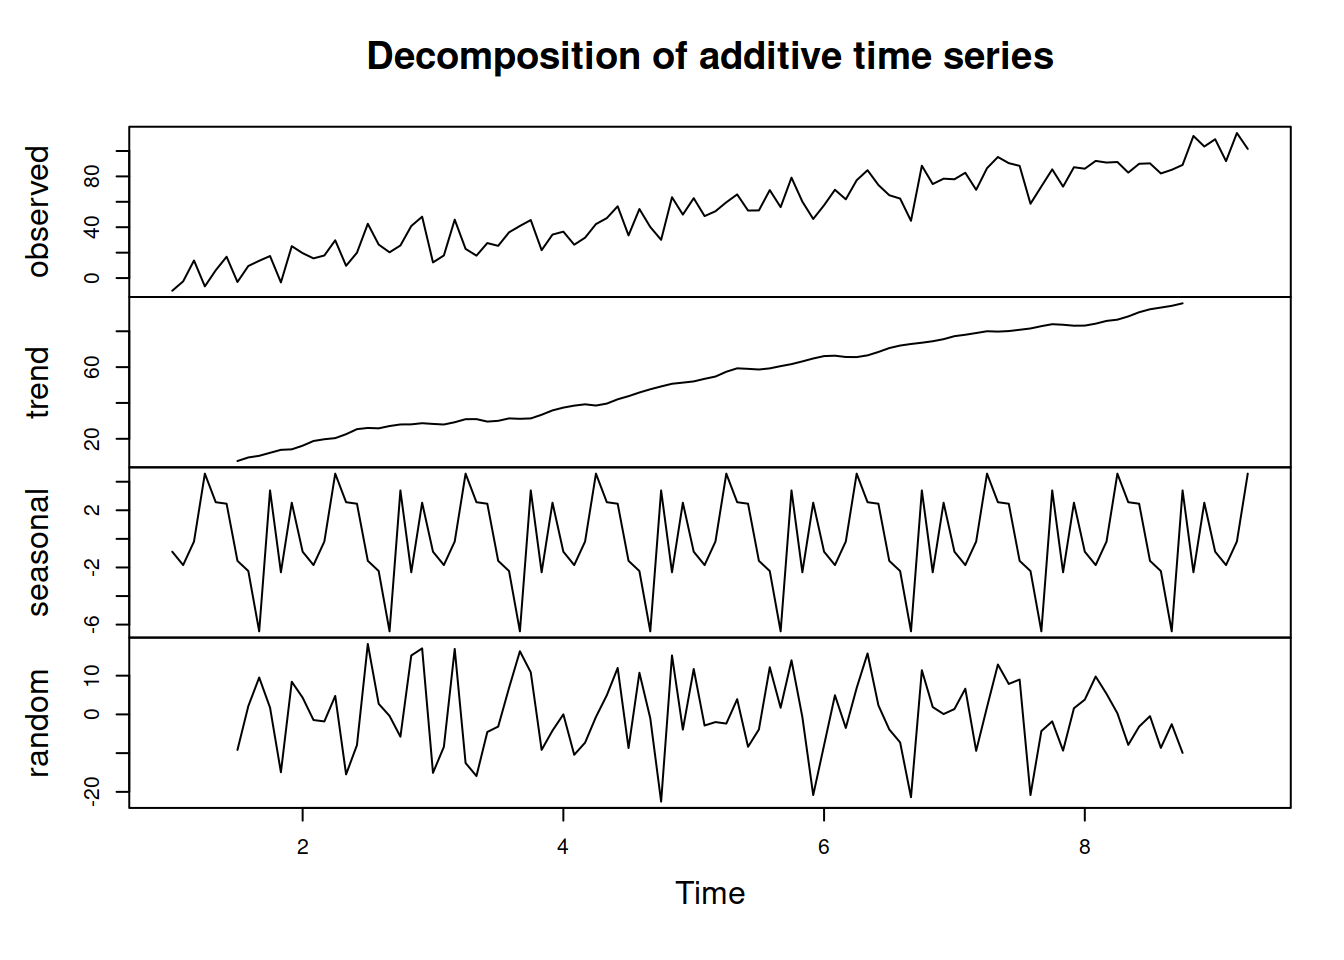 Decomposition of additive time series
observed
0 40 80
trend
20 60
seasonal
-6 -2 2
random
-20 0 10
2 4 6 8
Time